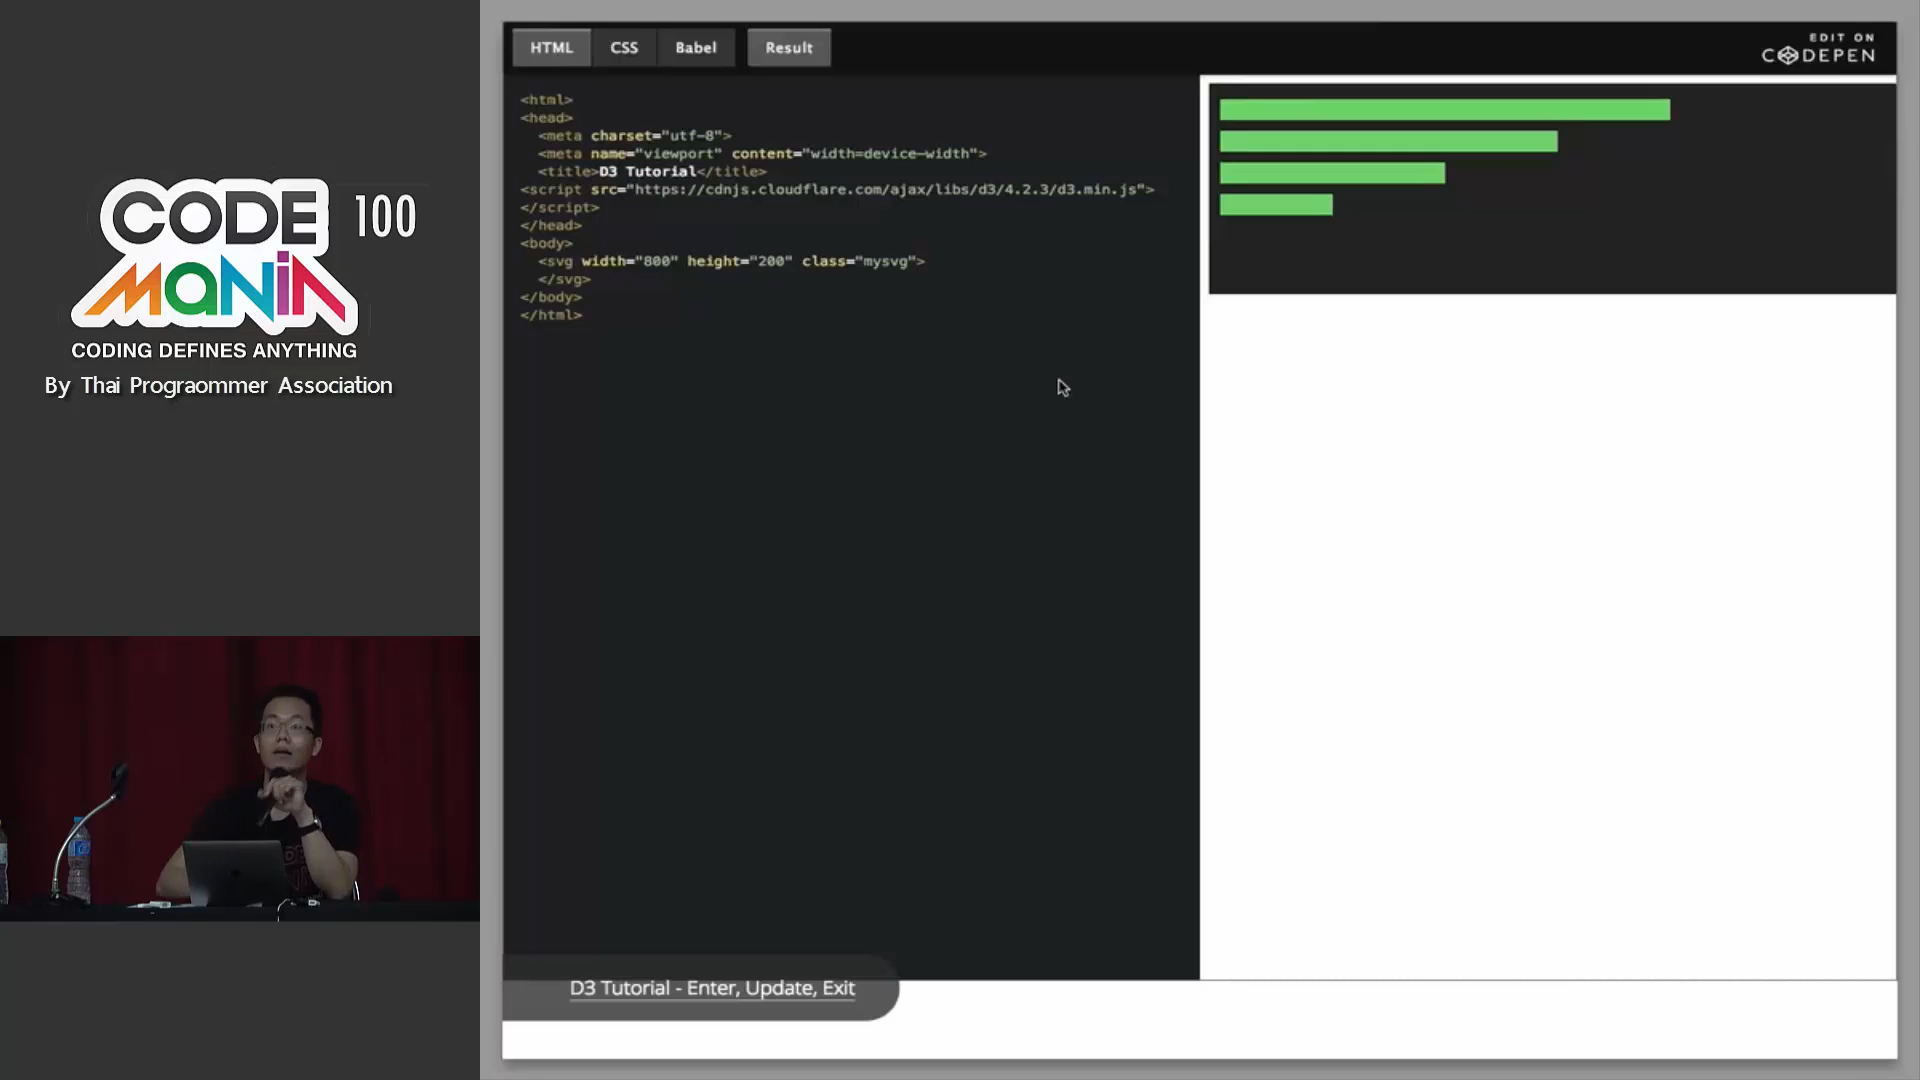 CODE 100
MANiA
CODING DEFINES ANYTHING
By Thai Prograommer Association
HTML CSS Babel Result
EDIT ON
CODEPEN
<html>
<head>
<meta charset="utf-8">
<meta name="viewport" content="width=device-width">
<title>D3 Tutorial</title>
<script src="https://cdnjs.cloudflare.com/ajax/libs/d3/4.2.3/d3.min.js">
</script>
</head>
<body>
<svg width="800" height="200" class="mysvg">
</svg>
</body>
</html>
D3 Tutorial - Enter, Update, Exit